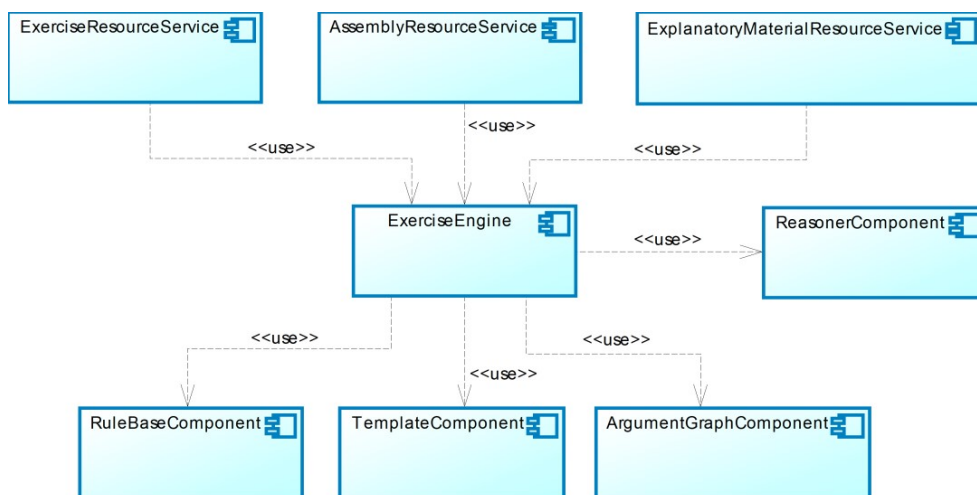 ExerciseResourceService
AssemblyResourceService
ExplanatoryMaterialResourceService
<<use>>
<<use>>
<<use>>
ExerciseEngine
<<use>>
ReasonerComponent
<<use>>
<<use>>
<<use>>
RuleBaseComponent
TemplateComponent
ArgumentGraphComponent